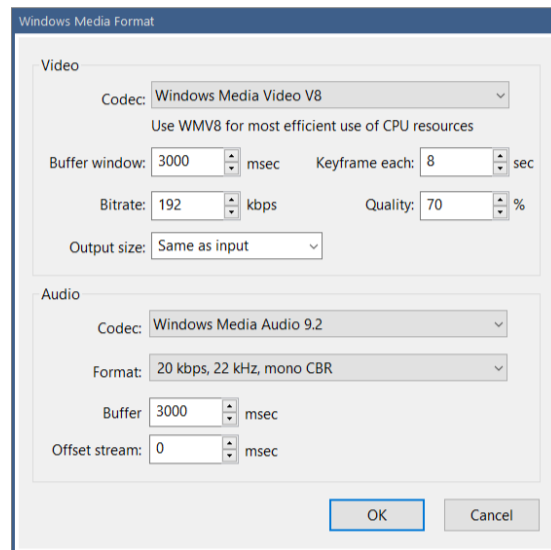 Windows Media Format
Video
Codec: Windows Media Video V8
Use WMV8 for most efficient use of CPU resources
Buffer window: 3000 msec Keyframe each: 8 sec
Bitrate: 192 kbps Quality: 70 %
Output size: Same as input
Audio
Codec: Windows Media Audio 9.2
Format: 20 kbps, 22 kHz, mono CBR
Buffer 3000 msec
Offset stream: 0 msec
OK Cancel